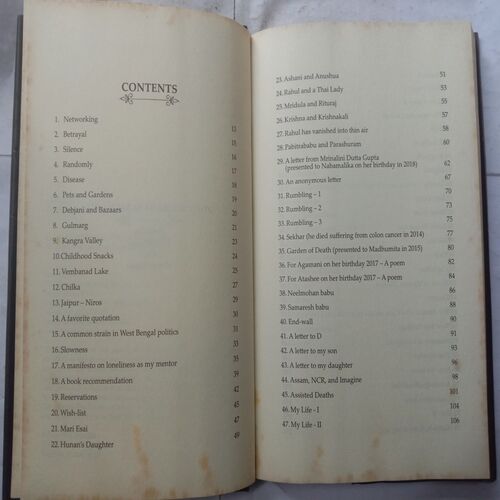 CONTENTS
1. Networking 13
2. Betrayal
3. Silence
4. Randomly
5. Disease
6. Pets and Gardens
7. Debjani and Bazaars
8. Gulmarg
9. Kangra Valley 23
10. Childhood Snacks
11. Vembanad Lake
12. Chilka
13. Jaipur – Niros
14. A favorite quotation
15. A common strain in West Bengal politics 31
16. Slowness 33
17. A manifesto on loneliness as my mentor 35
18. A book recommendation 37
19. Reservations
20. Wish-list 45
21. Mari Esai 47
22. Hunan's Daughter 49
23. Ashani and Anushua 51
24. Rahul and a Thai Lady 53
25. Mridula and Rituraj 55
26. Krishna and Krishnakali 57
27. Rahul has vanished into thin air 58
28. Pabitrababu and Parashuram 60
29. A letter from Mrinalini Dutta Gupta
(presented to Nabamalika on her birthday in 2018) 62
30. An anonymous letter 67
31. Rumbling – 1 70
32. Rumbling – 2 73
33. Rumbling – 3 75
34. Sekhar (he died suffering from colon cancer in 2014) 77
35. Garden of Death (presented to Madhumita in 2015) 80
36. For Agamani on her birthday 2017 – A poem 82
37. For Atashee on her birthday 2017 – A poem 84
38. Neelmohan babu 86
39. Samaresh babu 88
40. End-wall 90
41. A letter to D 91
42. A letter to my son 93
43. A letter to my daughter 96
44. Assam, NCR, and Imagine 98
45. Assisted Deaths 101
46. My Life - I 104
47. My Life - II 106